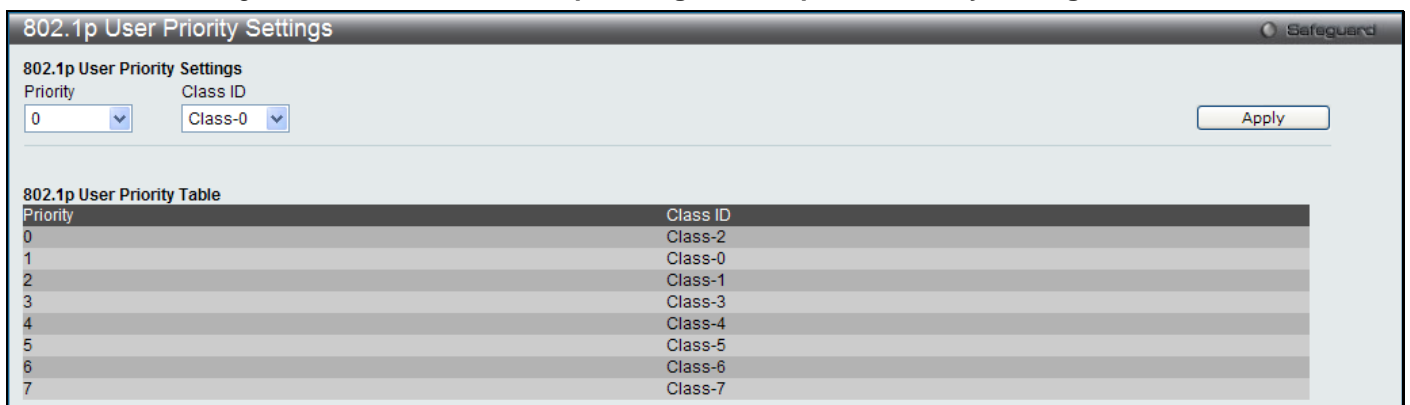 802.1p User Priority Settings
Safeguard
802.1p User Priority Settings
Priority Class ID
0 Class-0 Apply
802.1p User Priority Table
Priority Class ID
0 Class-2
1 Class-0
2 Class-1
3 Class-3
4 Class-4
5 Class-5
6 Class-6
7 Class-7